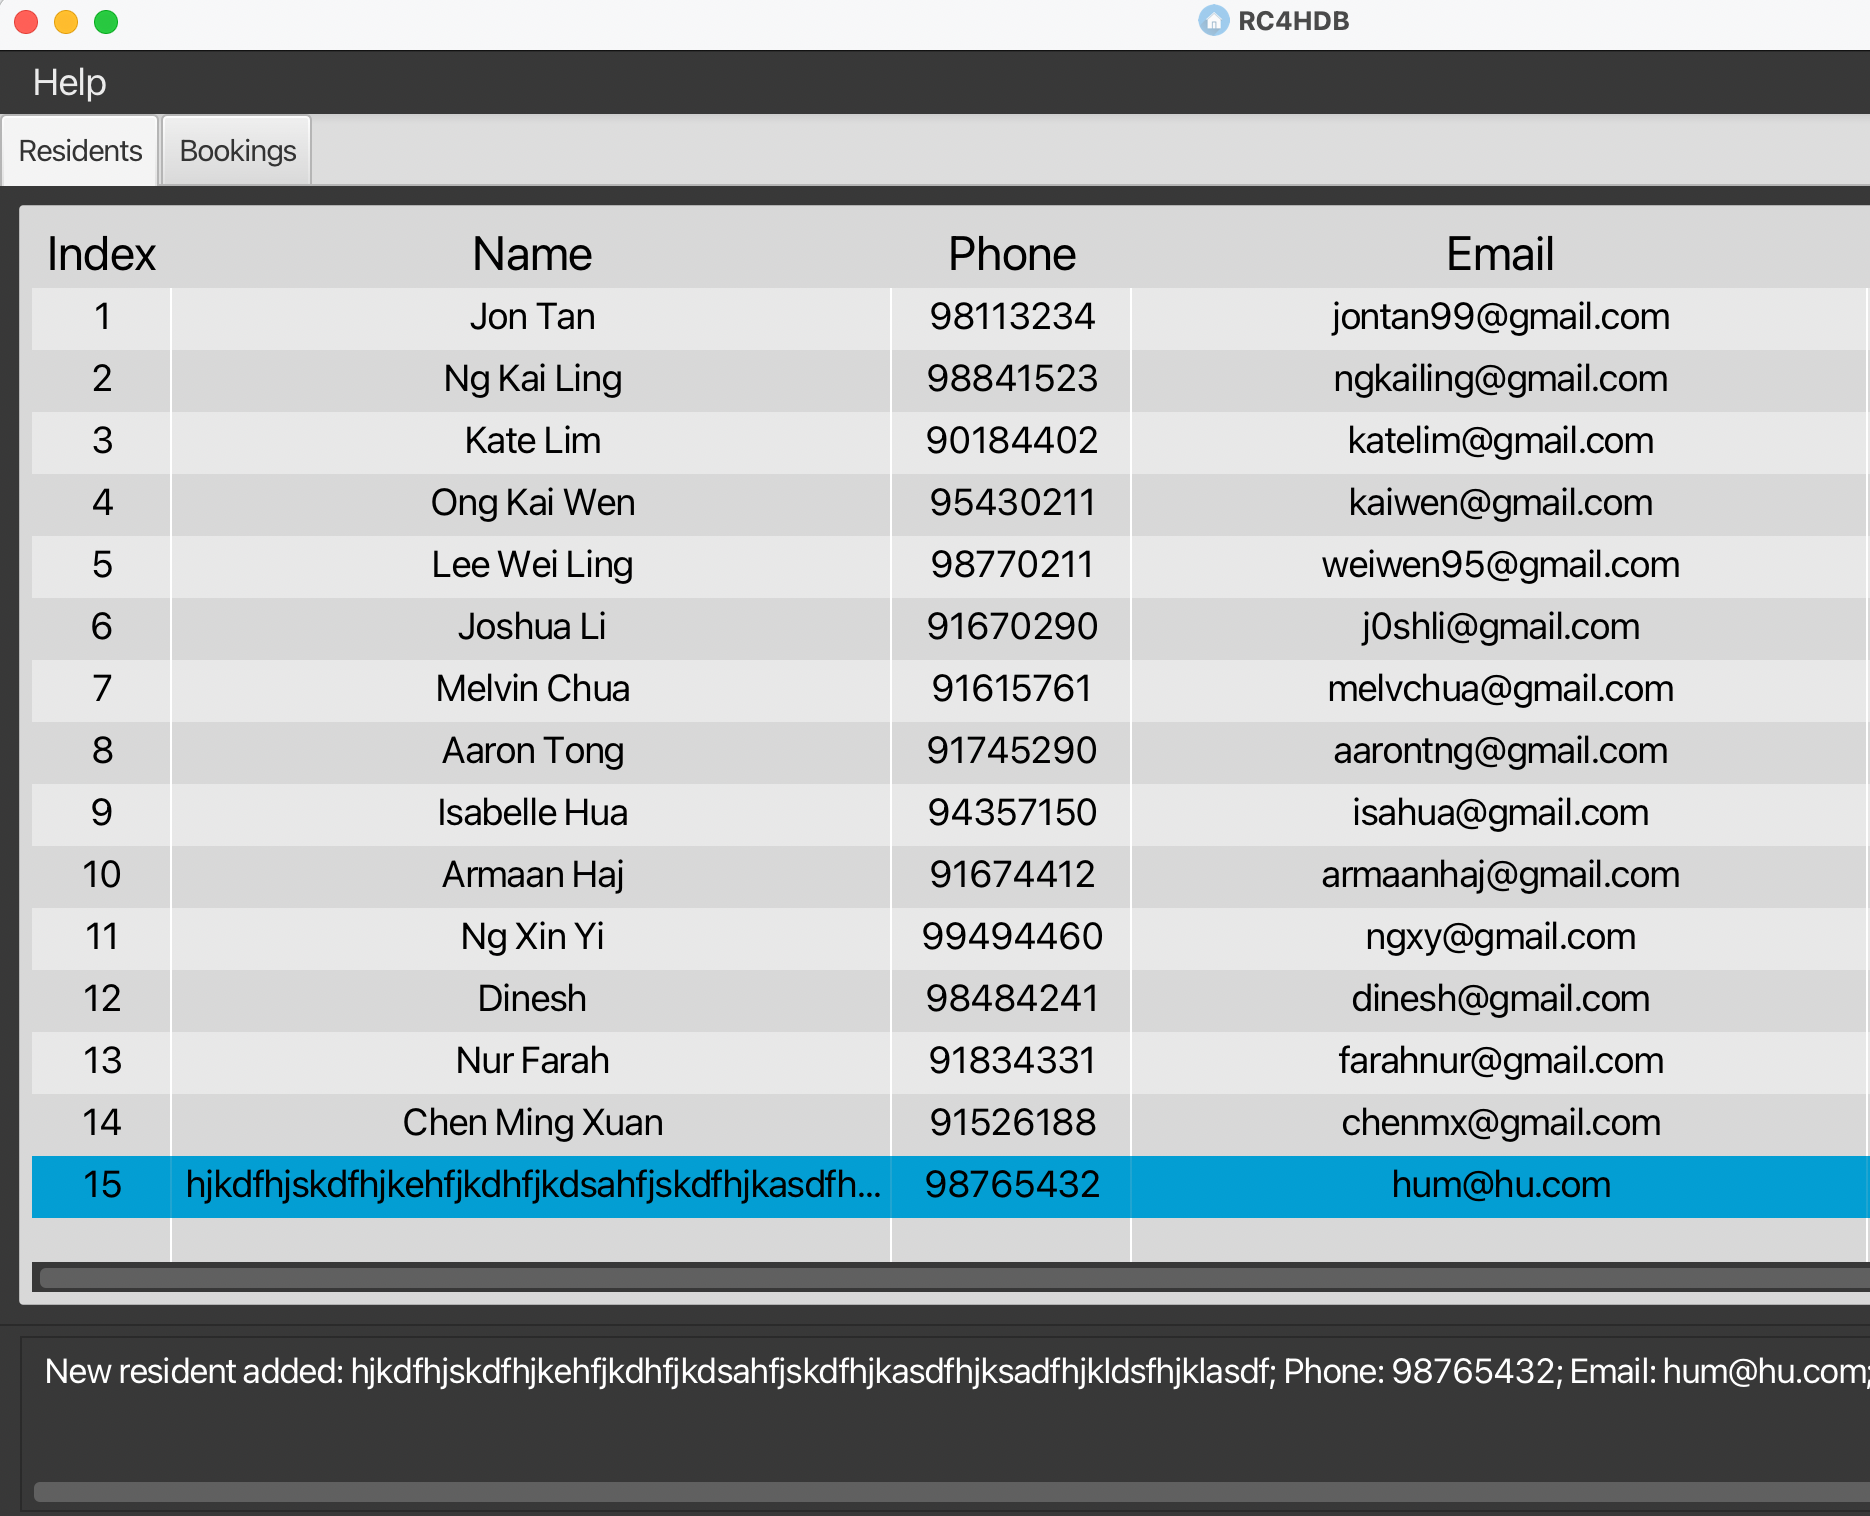 RC4HDB
Help
Residents Bookings
Index Name Phone Email
1 Jon Tan 98113234 jontan99@gmail.com
2 Ng Kai Ling 98841523 ngkailing@gmail.com
3 Kate Lim 90184402 katelim@gmail.com
4 Ong Kai Wen 95430211 kaiwen@gmail.com
5 Lee Wei Ling 98770211 weiwen95@gmail.com
6 Joshua Li 91670290 j0shli@gmail.com
7 Melvin Chua 91615761 melvchua@gmail.com
8 Aaron Tong 91745290 aarontng@gmail.com
9 Isabelle Hua 94357150 isahua@gmail.com
10 Armaan Haj 91674412 armaanhaj@gmail.com
11 Ng Xin Yi 99494460 ngxy@gmail.com
12 Dinesh 98484241 dinesh@gmail.com
13 Nur Farah 91834331 farahnur@gmail.com
14 Chen Ming Xuan 91526188 chenmx@gmail.com
15 hjkdfhjskdfhjkehfjkdhfjkdsahfjskdfhjkasdfh... 98765432 hum@hu.com
New resident added: hjkdfhjskdfhjkehfjkdhfjkdsahfjskdfhjkasdfhjksadfhjkldsfhjklasdf; Phone: 98765432; Email: hum@hu.com;